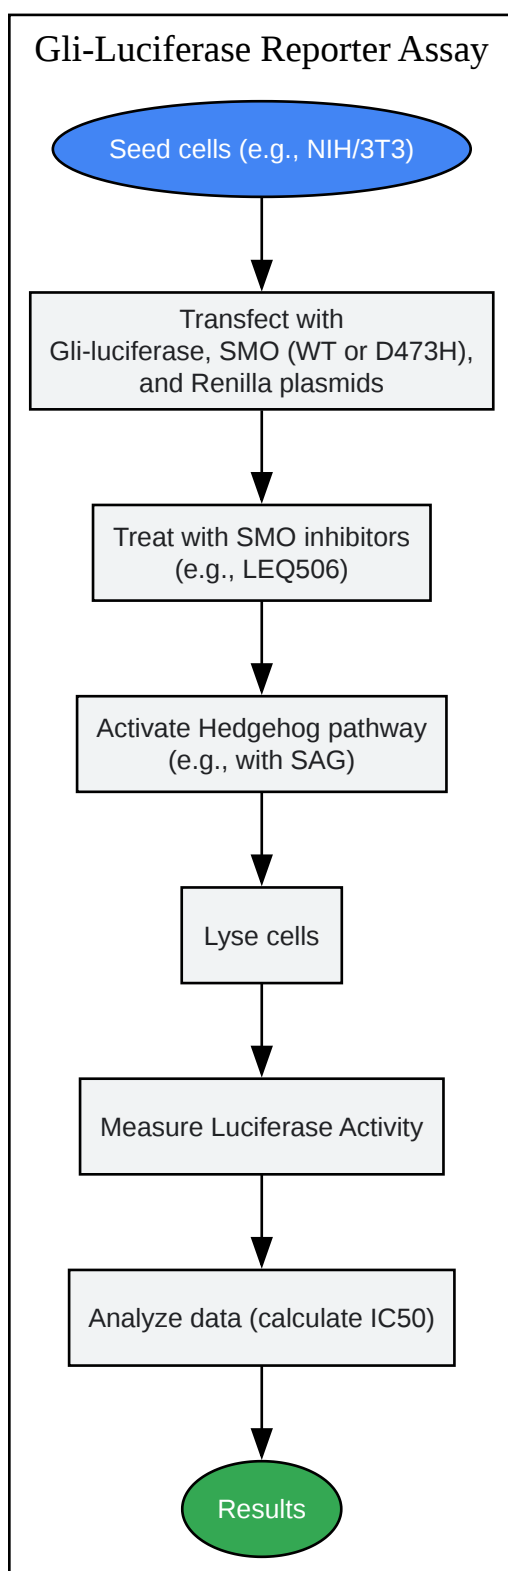 Gli-Luciferase Reporter Assay
Seed cells (e.g., NIH/3T3)
Transfect with
Gli-luciferase, SMO (WT or D473H),
and Renilla plasmids
Treat with SMO inhibitors
(e.g., LEQ506)
Activate Hedgehog pathway
(e.g., with SAG)
Lyse cells
Measure Luciferase Activity
Analyze data (calculate IC50)
Results